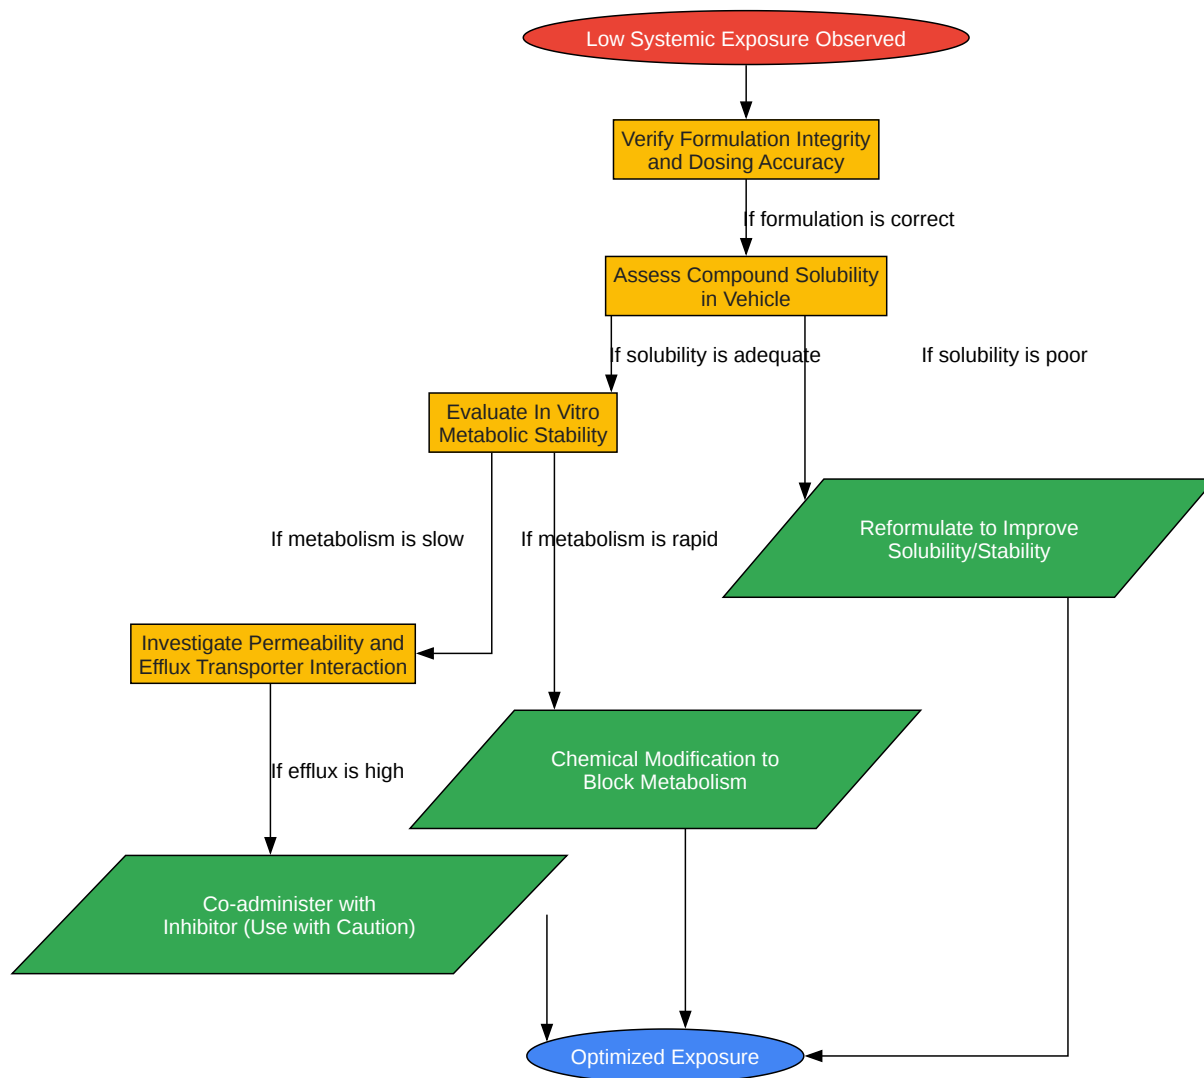 Low Systemic Exposure Observed
Verify Formulation Integrity
and Dosing Accuracy
If formulation is correct
Assess Compound Solubility
in Vehicle
If solubility is adequate
If solubility is poor
Evaluate In Vitro
Metabolic Stability
If metabolism is slow
If metabolism is rapid
Reformulate to Improve
Solubility/Stability
Investigate Permeability and
Efflux Transporter Interaction
Chemical Modification to
Block Metabolism
If efflux is high
Co-administer with
Inhibitor (Use with Caution)
Optimized Exposure